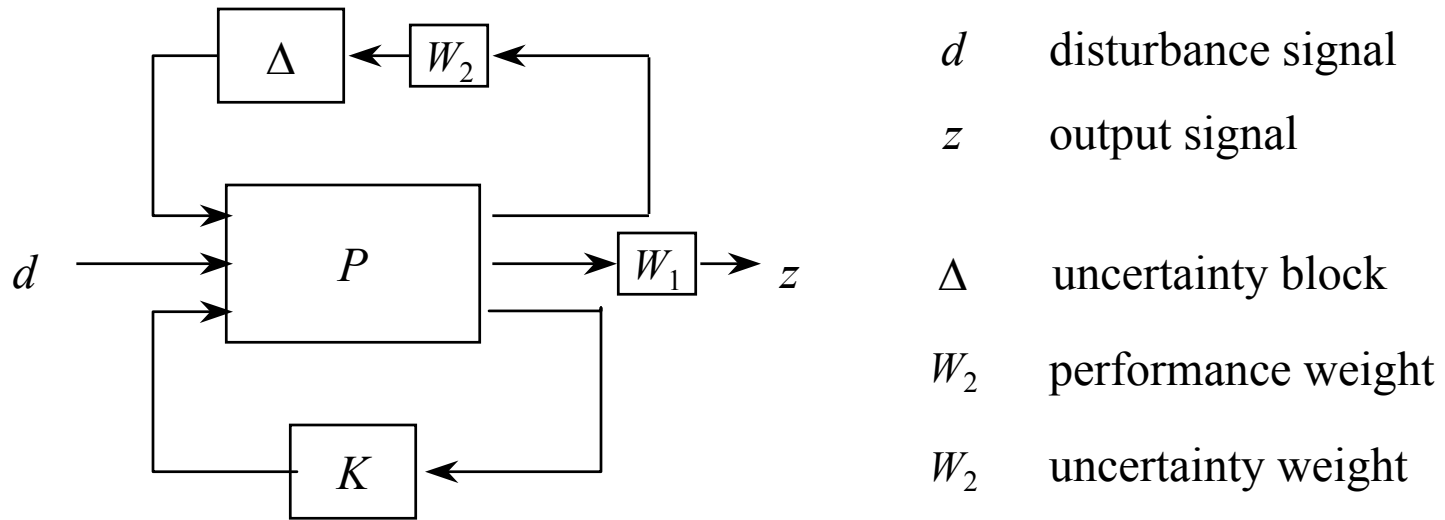 Δ
W₂
P
d
W₁
z
K
d disturbance signal
z output signal
Δ uncertainty block
W₂ performance weight
W₂ uncertainty weight